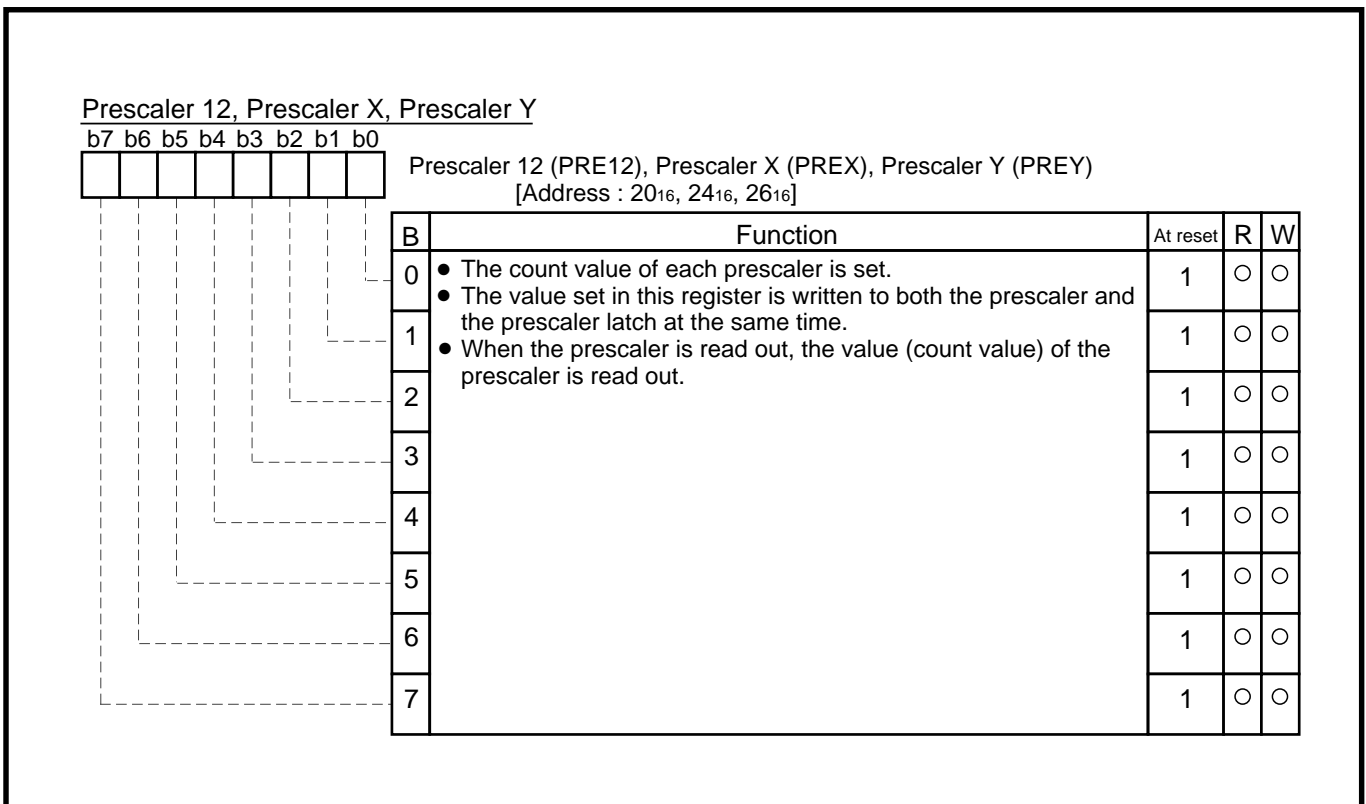 Prescaler 12, Prescaler X, Prescaler Y
b7 b6 b5 b4 b3 b2 b1 b0
Prescaler 12 (PRE12), Prescaler X (PREX), Prescaler Y (PREY)
[Address : 20₁₆, 24₁₆, 26₁₆]
B Function At reset R W
0 ● The count value of each prescaler is set. 1 ○ ○
● The value set in this register is written to both the prescaler and
the prescaler latch at the same time.
1 1 ○ ○
● When the prescaler is read out, the value (count value) of the
prescaler is read out.
2 1 ○ ○
3 1 ○ ○
4 1 ○ ○
5 1 ○ ○
6 1 ○ ○
7 1 ○ ○